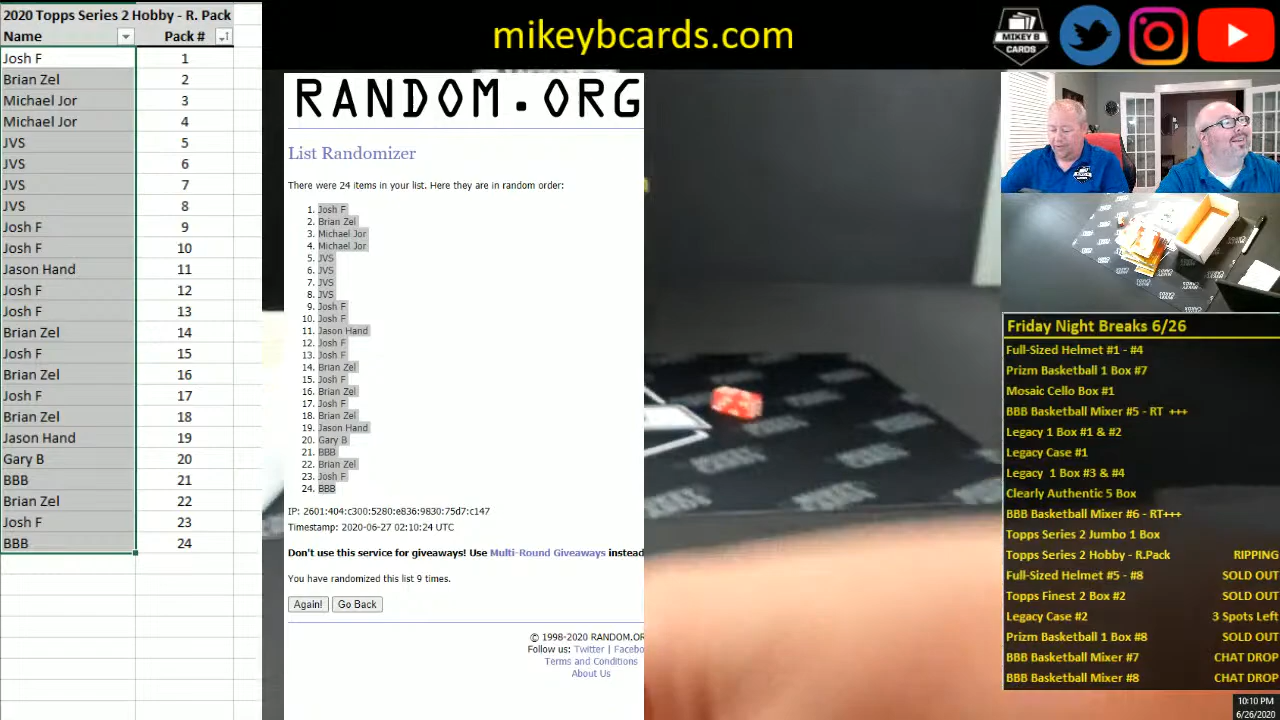 2020 Topps Series 2 Hobby - R. Pack
Name Pack #
Josh F 1
Brian Zel 2
Michael Jor 3
Michael Jor 4
JVS 5
JVS 6
JVS 7
JVS 8
Josh F 9
Josh F 10
Jason Hand 11
Josh F 12
Josh F 13
Brian Zel 14
Josh F 15
Brian Zel 16
Josh F 17
Brian Zel 18
Jason Hand 19
Gary B 20
BBB 21
Brian Zel 22
Josh F 23
BBB 24
mikeybcards.com
MIKEY B
CARDS
RANDOM.ORG
List Randomizer
There were 24 items in your list. Here they are in random order:
1. Josh F
2. Brian Zel
3. Michael Jor
4. Michael Jor
5. JVS
6. JVS
7. JVS
8. JVS
9. Josh F
10. Josh F
11. Jason Hand
12. Josh F
13. Josh F
14. Brian Zel
15. Josh F
16. Brian Zel
17. Josh F
18. Brian Zel
19. Jason Hand
20. Gary B
21. BBB
22. Brian Zel
23. Josh F
24. BBB
IP: 2601:404:c300:5280:e836:9830:75d7:c147
Timestamp: 2020-06-27 02:10:24 UTC
Don't use this service for giveaways! Use Multi-Round Giveaways instead
You have randomized this list 9 times.
Again! Go Back
© 1998-2020 RANDOM.OR
Follow us: Twitter | Facebo
Terms and Conditions
About Us
Friday Night Breaks 6/26
Full-Sized Helmet #1 - #4
Prizm Basketball 1 Box #7
Mosaic Cello Box #1
BBB Basketball Mixer #5 - RT +++
Legacy 1 Box #1 & #2
Legacy Case #1
Legacy 1 Box #3 & #4
Clearly Authentic 5 Box
BBB Basketball Mixer #6 - RT+++
Topps Series 2 Jumbo 1 Box
Topps Series 2 Hobby - R.Pack RIPPING
Full-Sized Helmet #5 - #8 SOLD OUT
Topps Finest 2 Box #2 SOLD OUT
Legacy Case #2 3 Spots Left
Prizm Basketball 1 Box #8 SOLD OUT
BBB Basketball Mixer #7 CHAT DROP
BBB Basketball Mixer #8 CHAT DROP
10:10 PM
6/26/2020